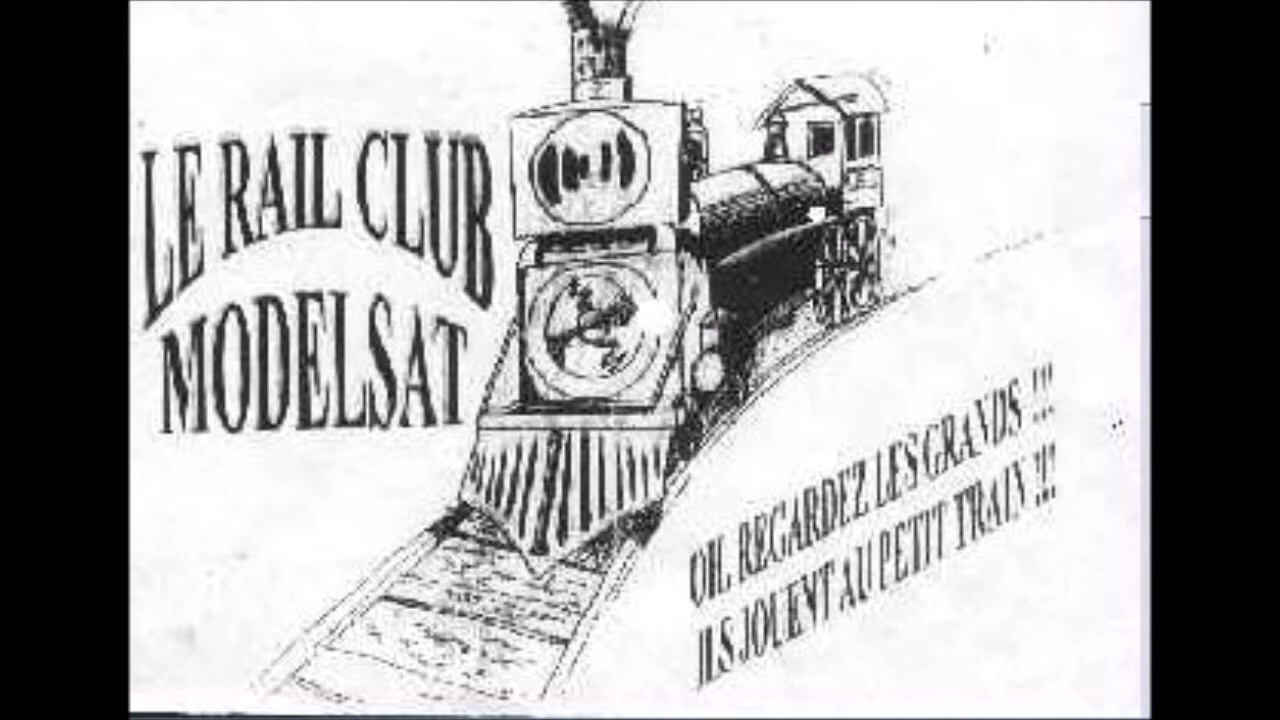 LE RAIL CLUB
MODELSAT
OH, REGARDEZ LES GRANDS !!!
ILS JOUENT AU PETIT TRAIN !!!